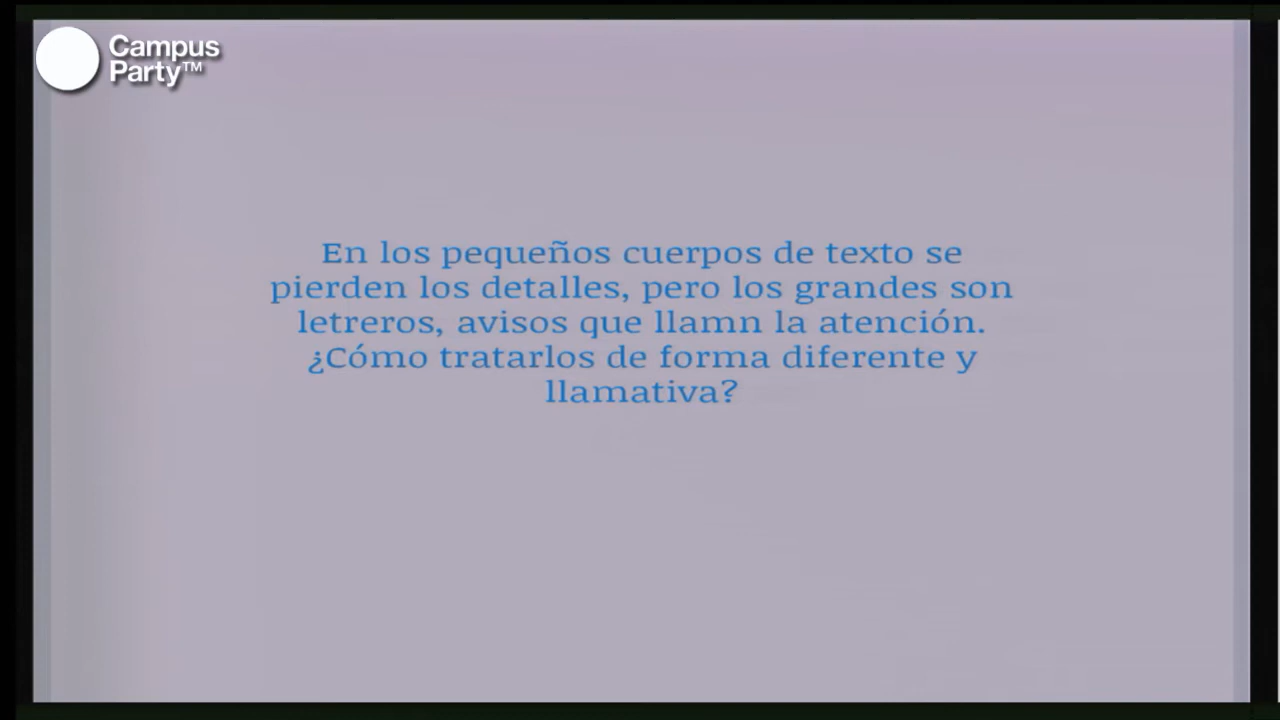 Campus
Party™
En los pequeños cuerpos de texto se
pierden los detalles, pero los grandes son
letreros, avisos que llamn la atención.
¿Cómo tratarlos de forma diferente y
llamativa?